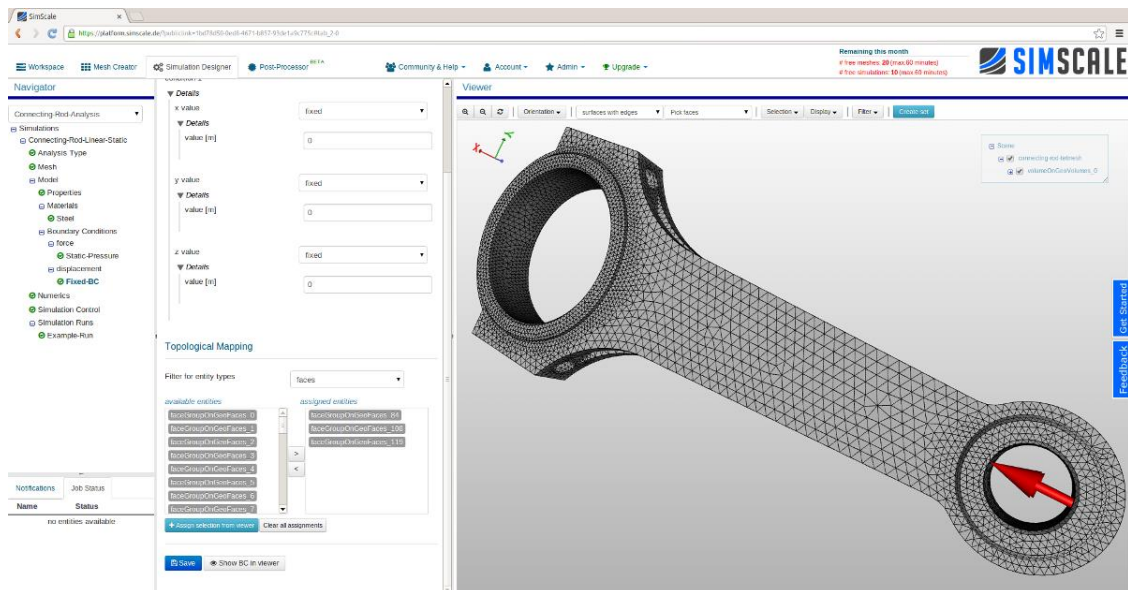 SimScale
https://platform.simscale.de/
Workspace
Mesh Creator
Simulation Designer
Post-Processor BETA
Community & Help
Account
Admin
Upgrade
Remaining this month
# free meshes: 20 (max.60 minutes)
# free simulations: 10 (max 60 minutes)
SIMSCALE
Navigator
Connecting-Rod-Analysis
Simulations
Connecting-Rod-Linear-Static
Analysis Type
Mesh
Model
Properties
Materials
Steel
Boundary Conditions
force
Static-Pressure
displacement
Fixed-BC
Numerics
Simulation Control
Simulation Runs
Example-Run
Notifications
Job Status
Name Status
no entities available
Details
x value
fixed
Details
value [m]
0
y value
fixed
Details
value [m]
0
z value
fixed
Details
value [m]
0
Topological Mapping
Filter for entity types
faces
available entities
assigned entities
faceGroupOnGeoFaces_0
faceGroupOnGeoFaces_1
faceGroupOnGeoFaces_2
faceGroupOnGeoFaces_3
faceGroupOnGeoFaces_4
faceGroupOnGeoFaces_5
faceGroupOnGeoFaces_6
faceGroupOnGeoFaces_7
>
<
faceGroupOnGeoFaces_84
+ Assign selection from viewer
Clear all assignments
Save
Show BC in viewer
Viewer
Orientation
surfaces with edges
Pick faces
Selection
Display
Filter
Create set
X
Y
Scene
connecting rod
volumeOnGeoVolumes_0
Get Started
Feedback